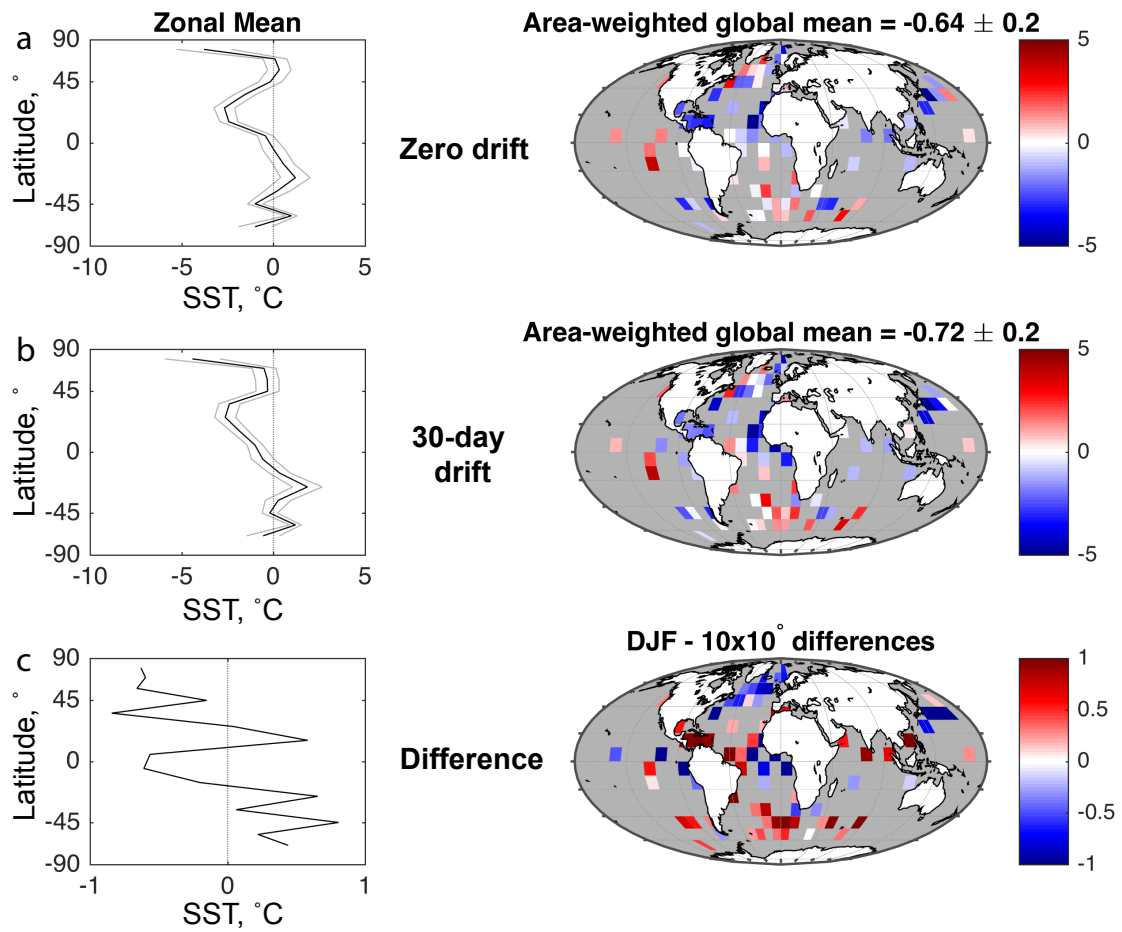 a
Zonal Mean
Area-weighted global mean = -0.64 ± 0.2
90
45
0
-45
-90
Latitude, °
-10
-5
0
5
SST, °C
Zero drift
5
0
-5
b
Area-weighted global mean = -0.72 ± 0.2
90
45
0
-45
-90
Latitude, °
-10
-5
0
5
SST, °C
30-day
drift
5
0
-5
c
DJF - 10x10° differences
90
45
0
-45
-90
Latitude, °
-1
0
1
SST, °C
Difference
1
0.5
0
-0.5
-1